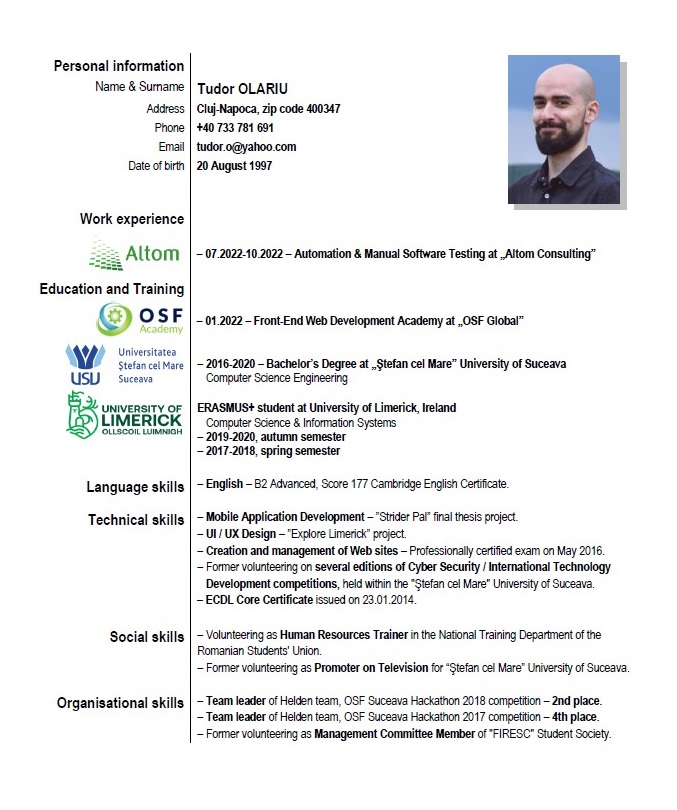 Personal information
Name & Surname Tudor OLARIU
Address Cluj-Napoca, zip code 400347
Phone +40 733 781 691
Email tudor.o@yahoo.com
Date of birth 20 August 1997
Work experience
Altom – 07.2022-10.2022 – Automation & Manual Software Testing at „Altom Consulting”
Education and Training
OSF
Academy
– 01.2022 – Front-End Web Development Academy at „OSF Global”
USU
Universitatea
Ștefan cel Mare
Suceava
– 2016-2020 – Bachelor's Degree at „Ştefan cel Mare” University of Suceava
Computer Science Engineering
UNIVERSITY OF
LIMERICK
OLLSCOIL LUIMNIGH
ERASMUS+ student at University of Limerick, Ireland
Computer Science & Information Systems
– 2019-2020, autumn semester
– 2017-2018, spring semester
Language skills – English – B2 Advanced, Score 177 Cambridge English Certificate.
Technical skills – Mobile Application Development – ”Strider Pal” final thesis project.
– UI / UX Design – ”Explore Limerick” project.
– Creation and management of Web sites – Professionally certified exam on May 2016.
– Former volunteering on several editions of Cyber Security / International Technology
Development competitions, held within the "Ştefan cel Mare" University of Suceava.
– ECDL Core Certificate issued on 23.01.2014.
Social skills – Volunteering as Human Resources Trainer in the National Training Department of the
Romanian Students' Union.
– Former volunteering as Promoter on Television for “Ştefan cel Mare” University of Suceava.
Organisational skills – Team leader of Helden team, OSF Suceava Hackathon 2018 competition – 2nd place.
– Team leader of Helden team, OSF Suceava Hackathon 2017 competition – 4th place.
– Former volunteering as Management Committee Member of "FIRESC" Student Society.